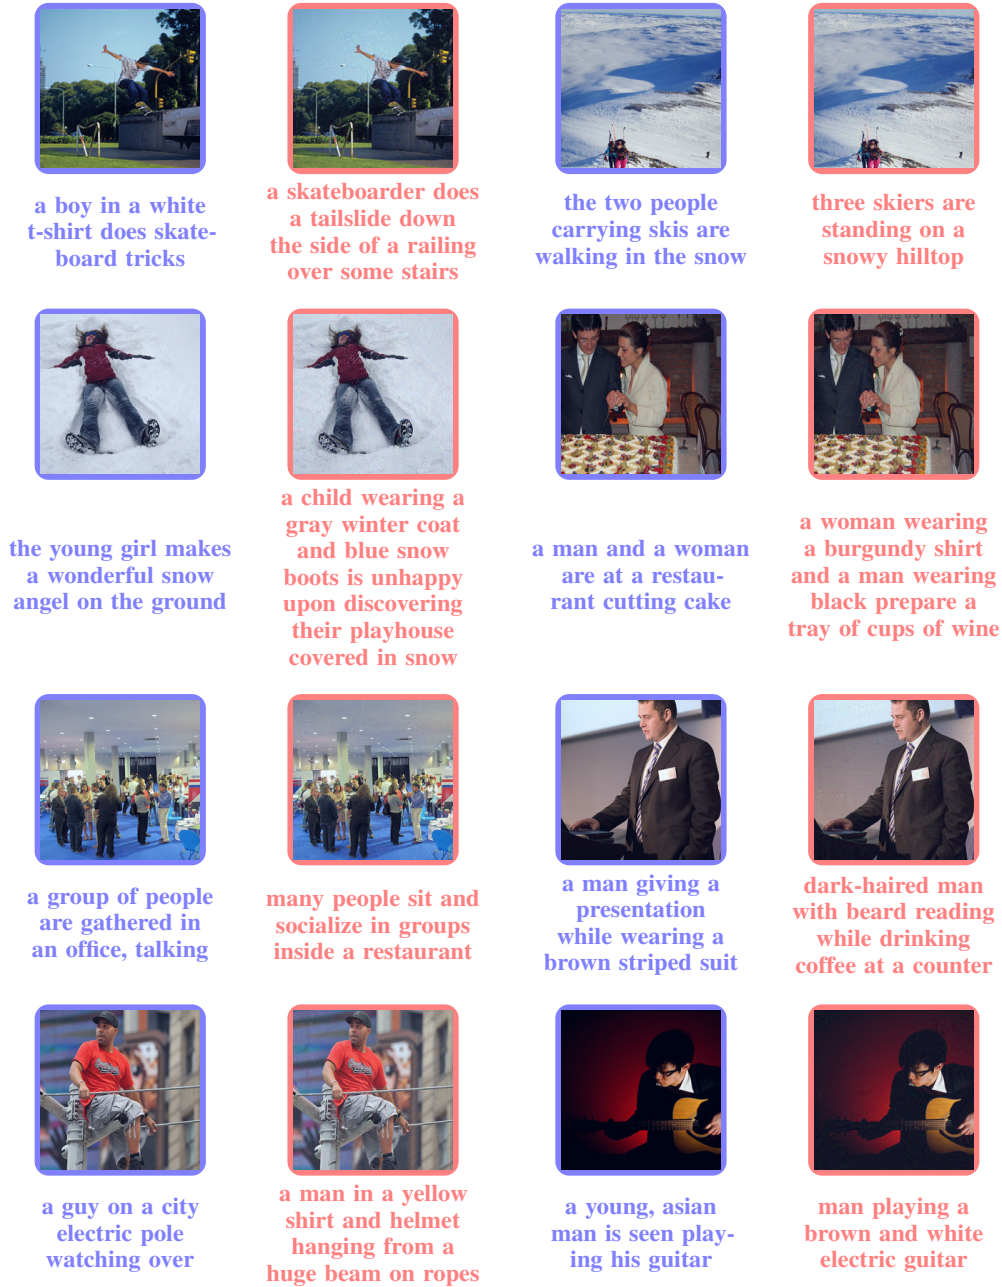 a boy in a white
t-shirt does skate-
board tricks
a skateboarder does
a tailslide down
the side of a railing
over some stairs
the two people
carrying skis are
walking in the snow
three skiers are
standing on a
snowy hilltop
the young girl makes
a wonderful snow
angel on the ground
a child wearing a
gray winter coat
and blue snow
boots is unhappy
upon discovering
their playhouse
covered in snow
a man and a woman
are at a restau-
rant cutting cake
a woman wearing
a burgundy shirt
and a man wearing
black prepare a
tray of cups of wine
a group of people
are gathered in
an office, talking
many people sit and
socialize in groups
inside a restaurant
a man giving a
presentation
while wearing a
brown striped suit
dark-haired man
with beard reading
while drinking
coffee at a counter
a guy on a city
electric pole
watching over
a man in a yellow
shirt and helmet
hanging from a
huge beam on ropes
a young, asian
man is seen play-
ing his guitar
man playing a
brown and white
electric guitar